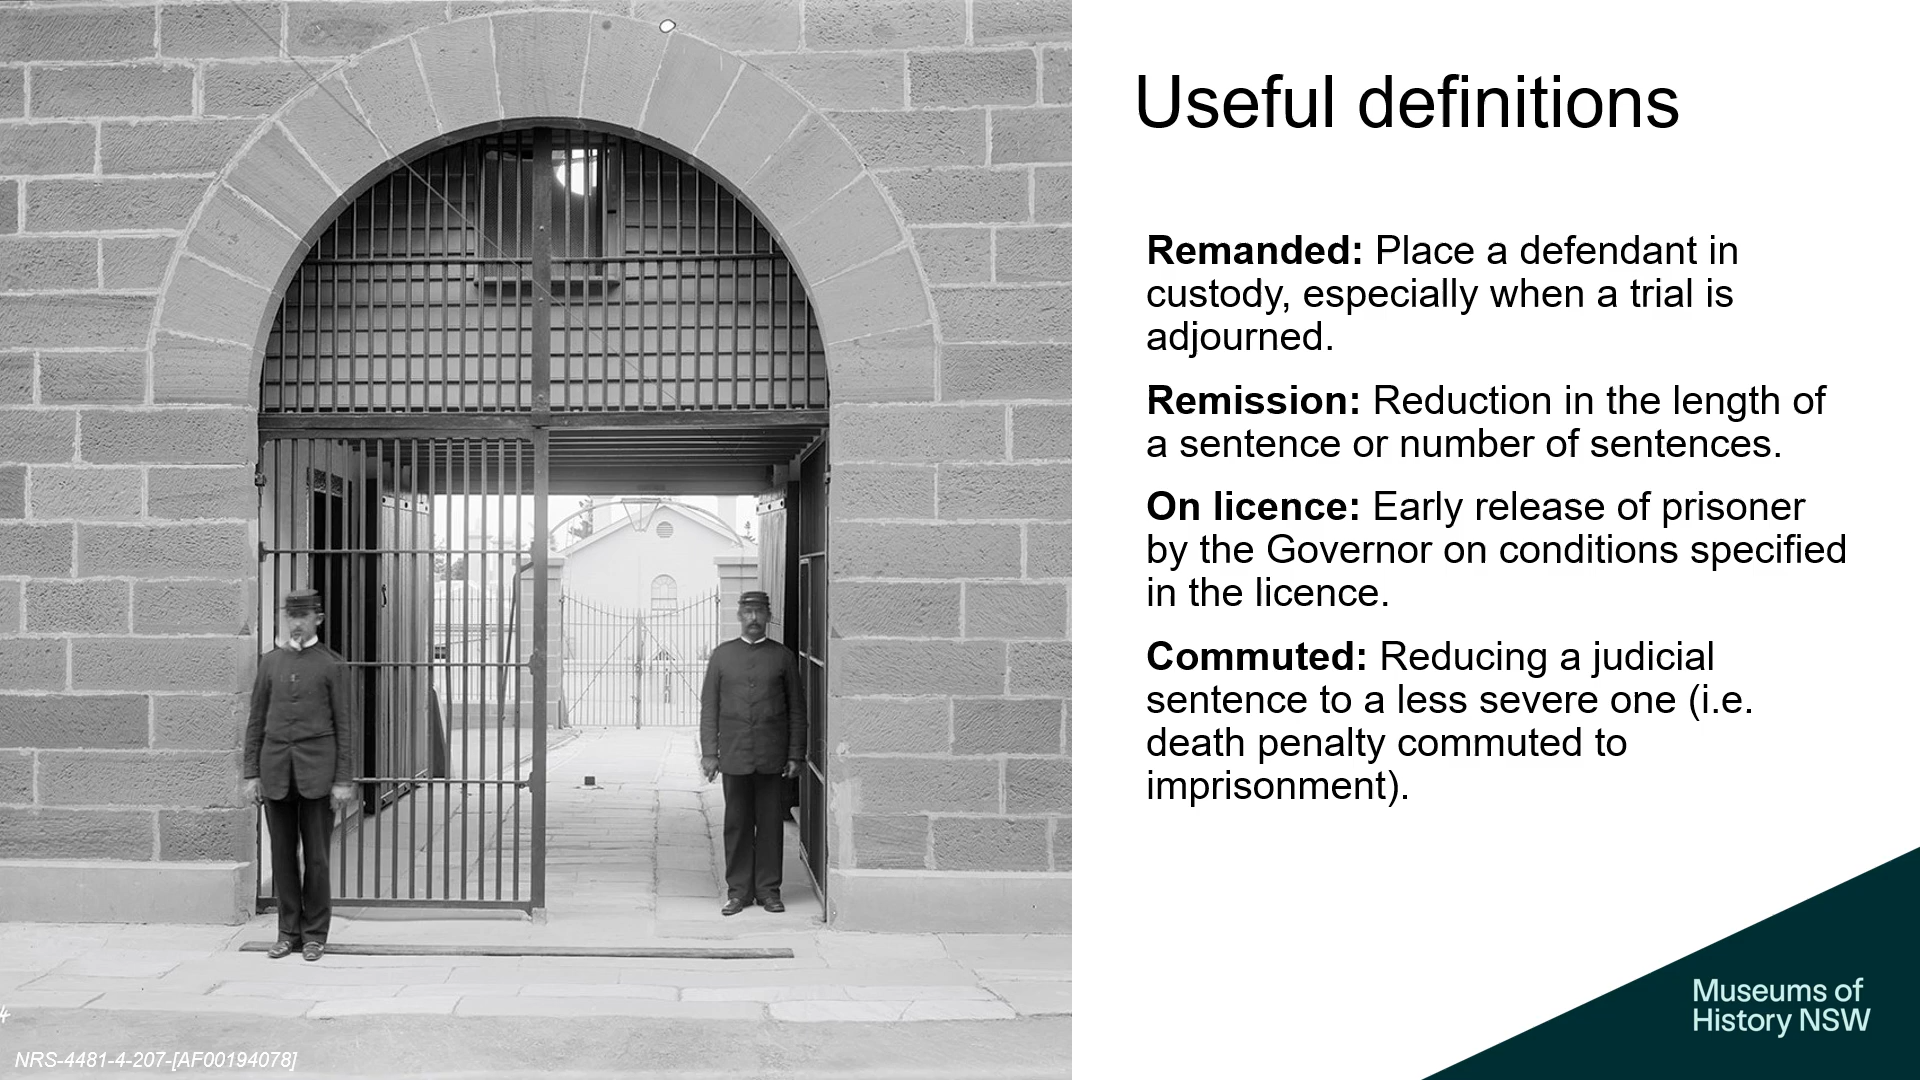 Useful definitions
Remanded: Place a defendant in
custody, especially when a trial is
adjourned.
Remission: Reduction in the length of
a sentence or number of sentences.
On licence: Early release of prisoner
by the Governor on conditions specified
in the licence.
Commuted: Reducing a judicial
sentence to a less severe one (i.e.
death penalty commuted to
imprisonment).
Museums of
History NSW
4
NRS-4481-4-207-[AF00194078]